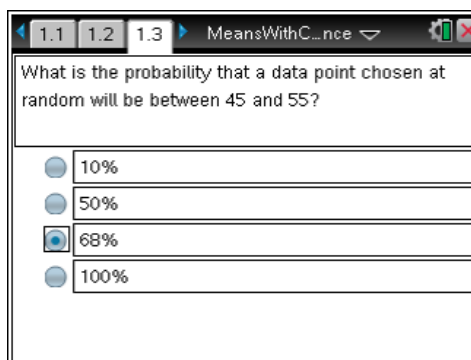 1.1 1.2 1.3 MeansWithC...nce
What is the probability that a data point chosen at
random will be between 45 and 55?
10%
50%
68%
100%